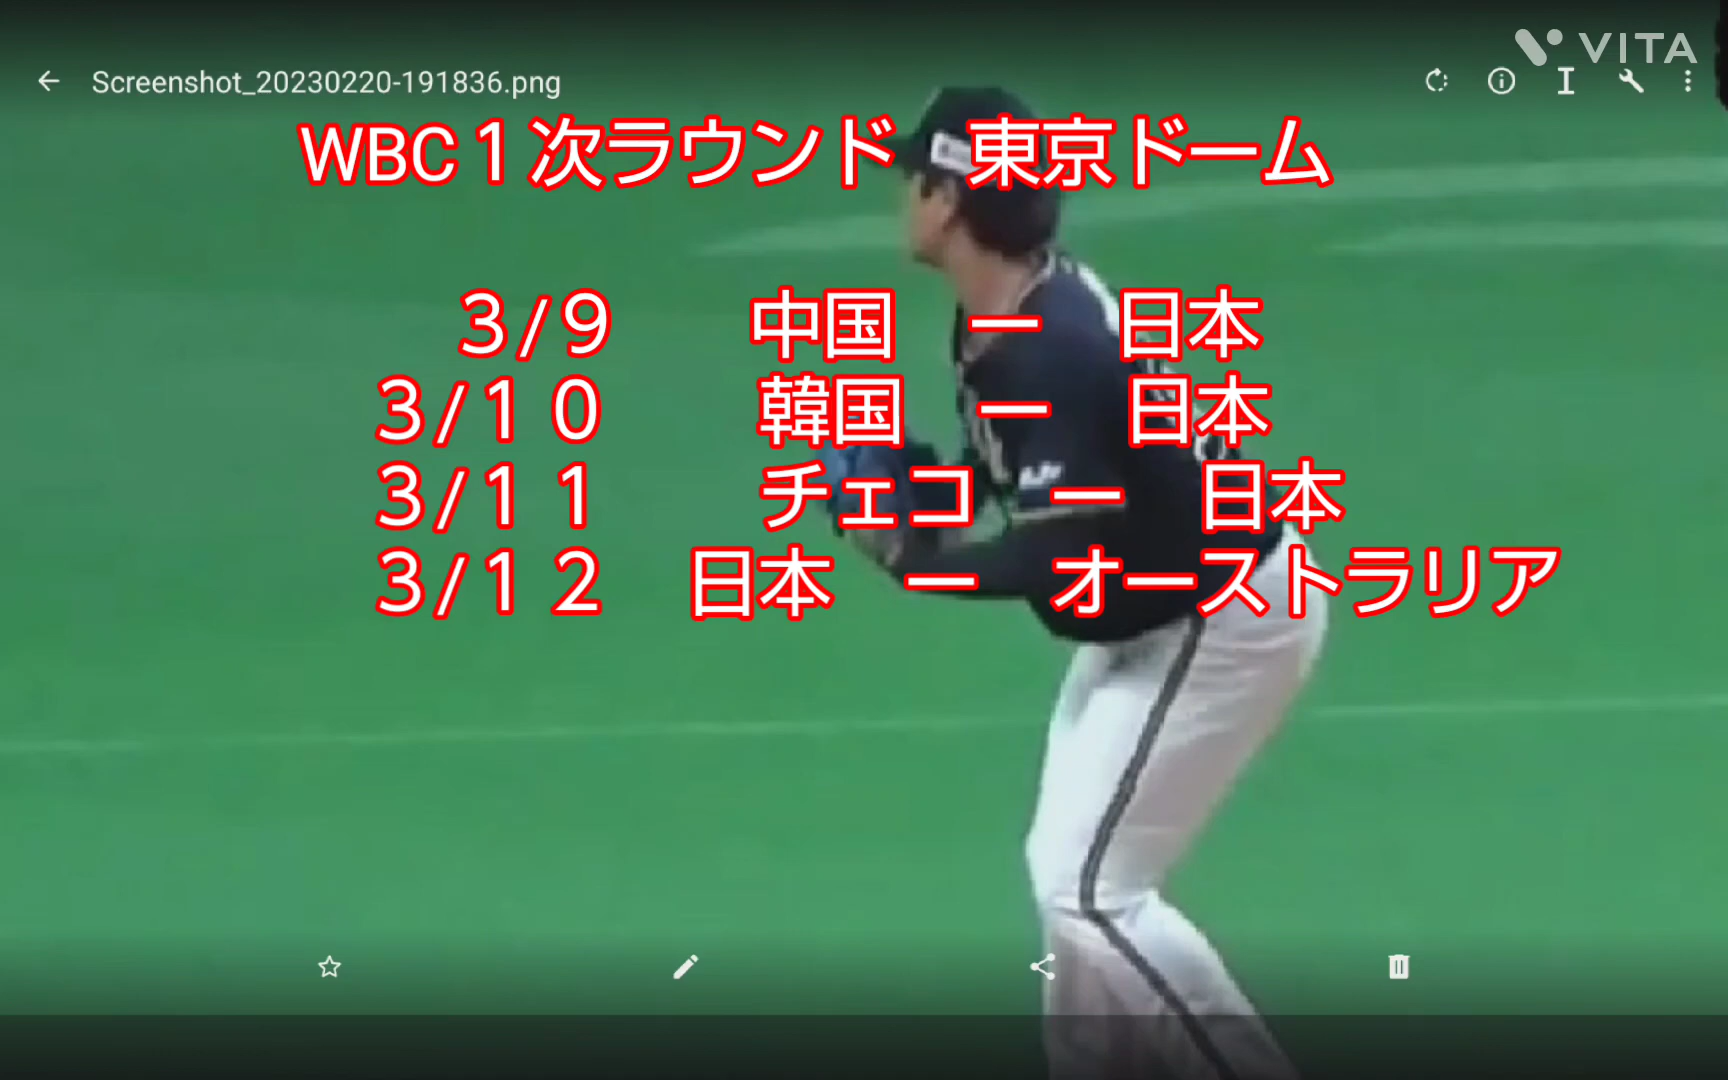 VITA
Screenshot_20230220-191836.png
WBC１次ラウンド　東京ドーム
３/９　中国　ー　日本
３/１０　韓国　ー　日本
３/１１　チェコ　ー　日本
３/１２　日本　ー　オーストラリア